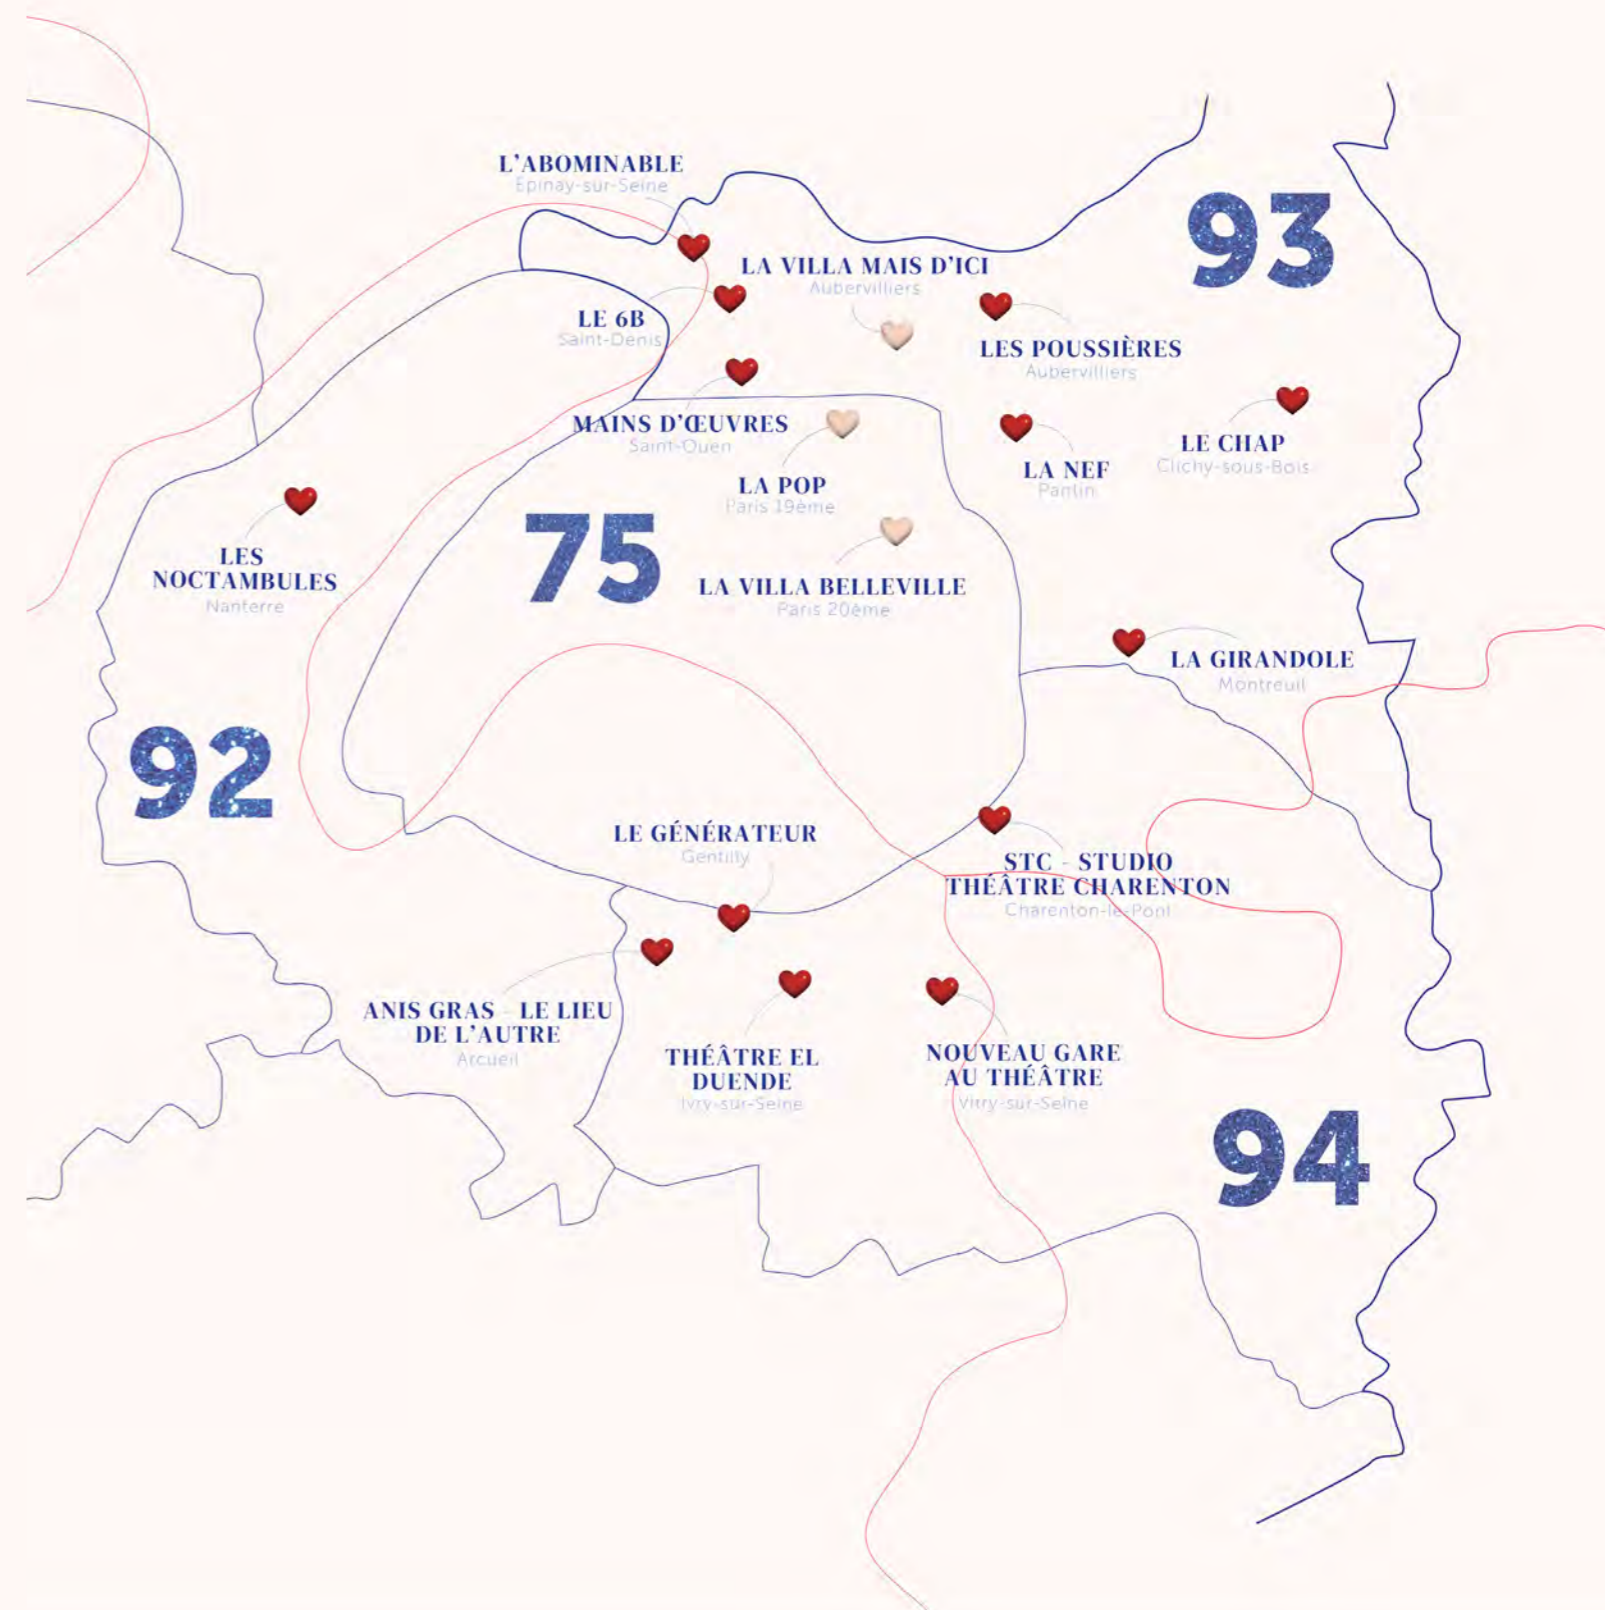 L'ABOMINABLE
Epinay-sur-Seine
93
LA VILLA MAIS D'ICI
Aubervilliers
LE 6B
Saint-Denis
LES POUSSIÈRES
Aubervilliers
MAINS D'ŒUVRES
Saint-Ouen
LE CHAP
Clichy-sous-Bois
LA NEF
Pantin
LA POP
Paris 19ème
75
LES
NOCTAMBULES
Nanterre
LA VILLA BELLEVILLE
Paris 20ème
LA GIRANDOLE
Montreuil
92
LE GÉNÉRATEUR
Gentilly
STC - STUDIO
THÉÂTRE CHARENTON
Charenton-le-Pont
ANIS GRAS - LE LIEU
DE L'AUTRE
Arcueil
THÉÂTRE EL
DUENDE
Ivry-sur-Seine
NOUVEAU GARE
AU THÉÂTRE
Vitry-sur-Seine
94